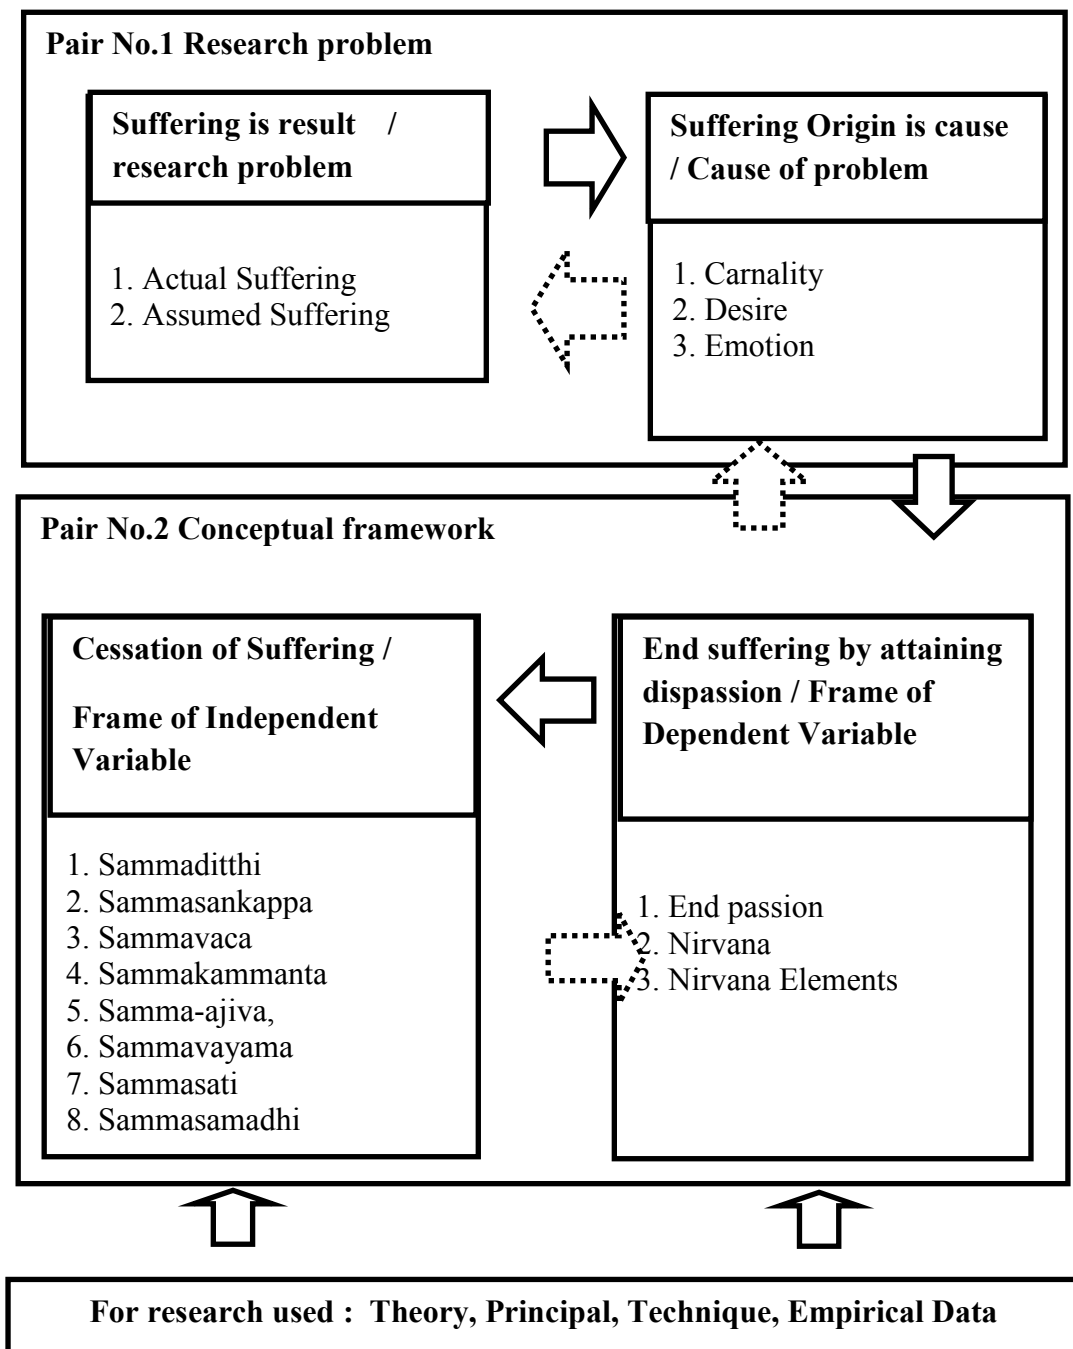 Pair No.1 Research problem
Suffering is result /
research problem
1. Actual Suffering
2. Assumed Suffering
Suffering Origin is cause
/ Cause of problem
1. Carnality
2. Desire
3. Emotion
Pair No.2 Conceptual framework
Cessation of Suffering /
Frame of Independent
Variable
1. Sammaditthi
2. Sammasankappa
3. Sammavaca
4. Sammakammanta
5. Samma-ajiva,
6. Sammavayama
7. Sammasati
8. Sammasamadhi
End suffering by attaining
dispassion / Frame of
Dependent Variable
1. End passion
2. Nirvana
3. Nirvana Elements
For research used : Theory, Principal, Technique, Empirical Data